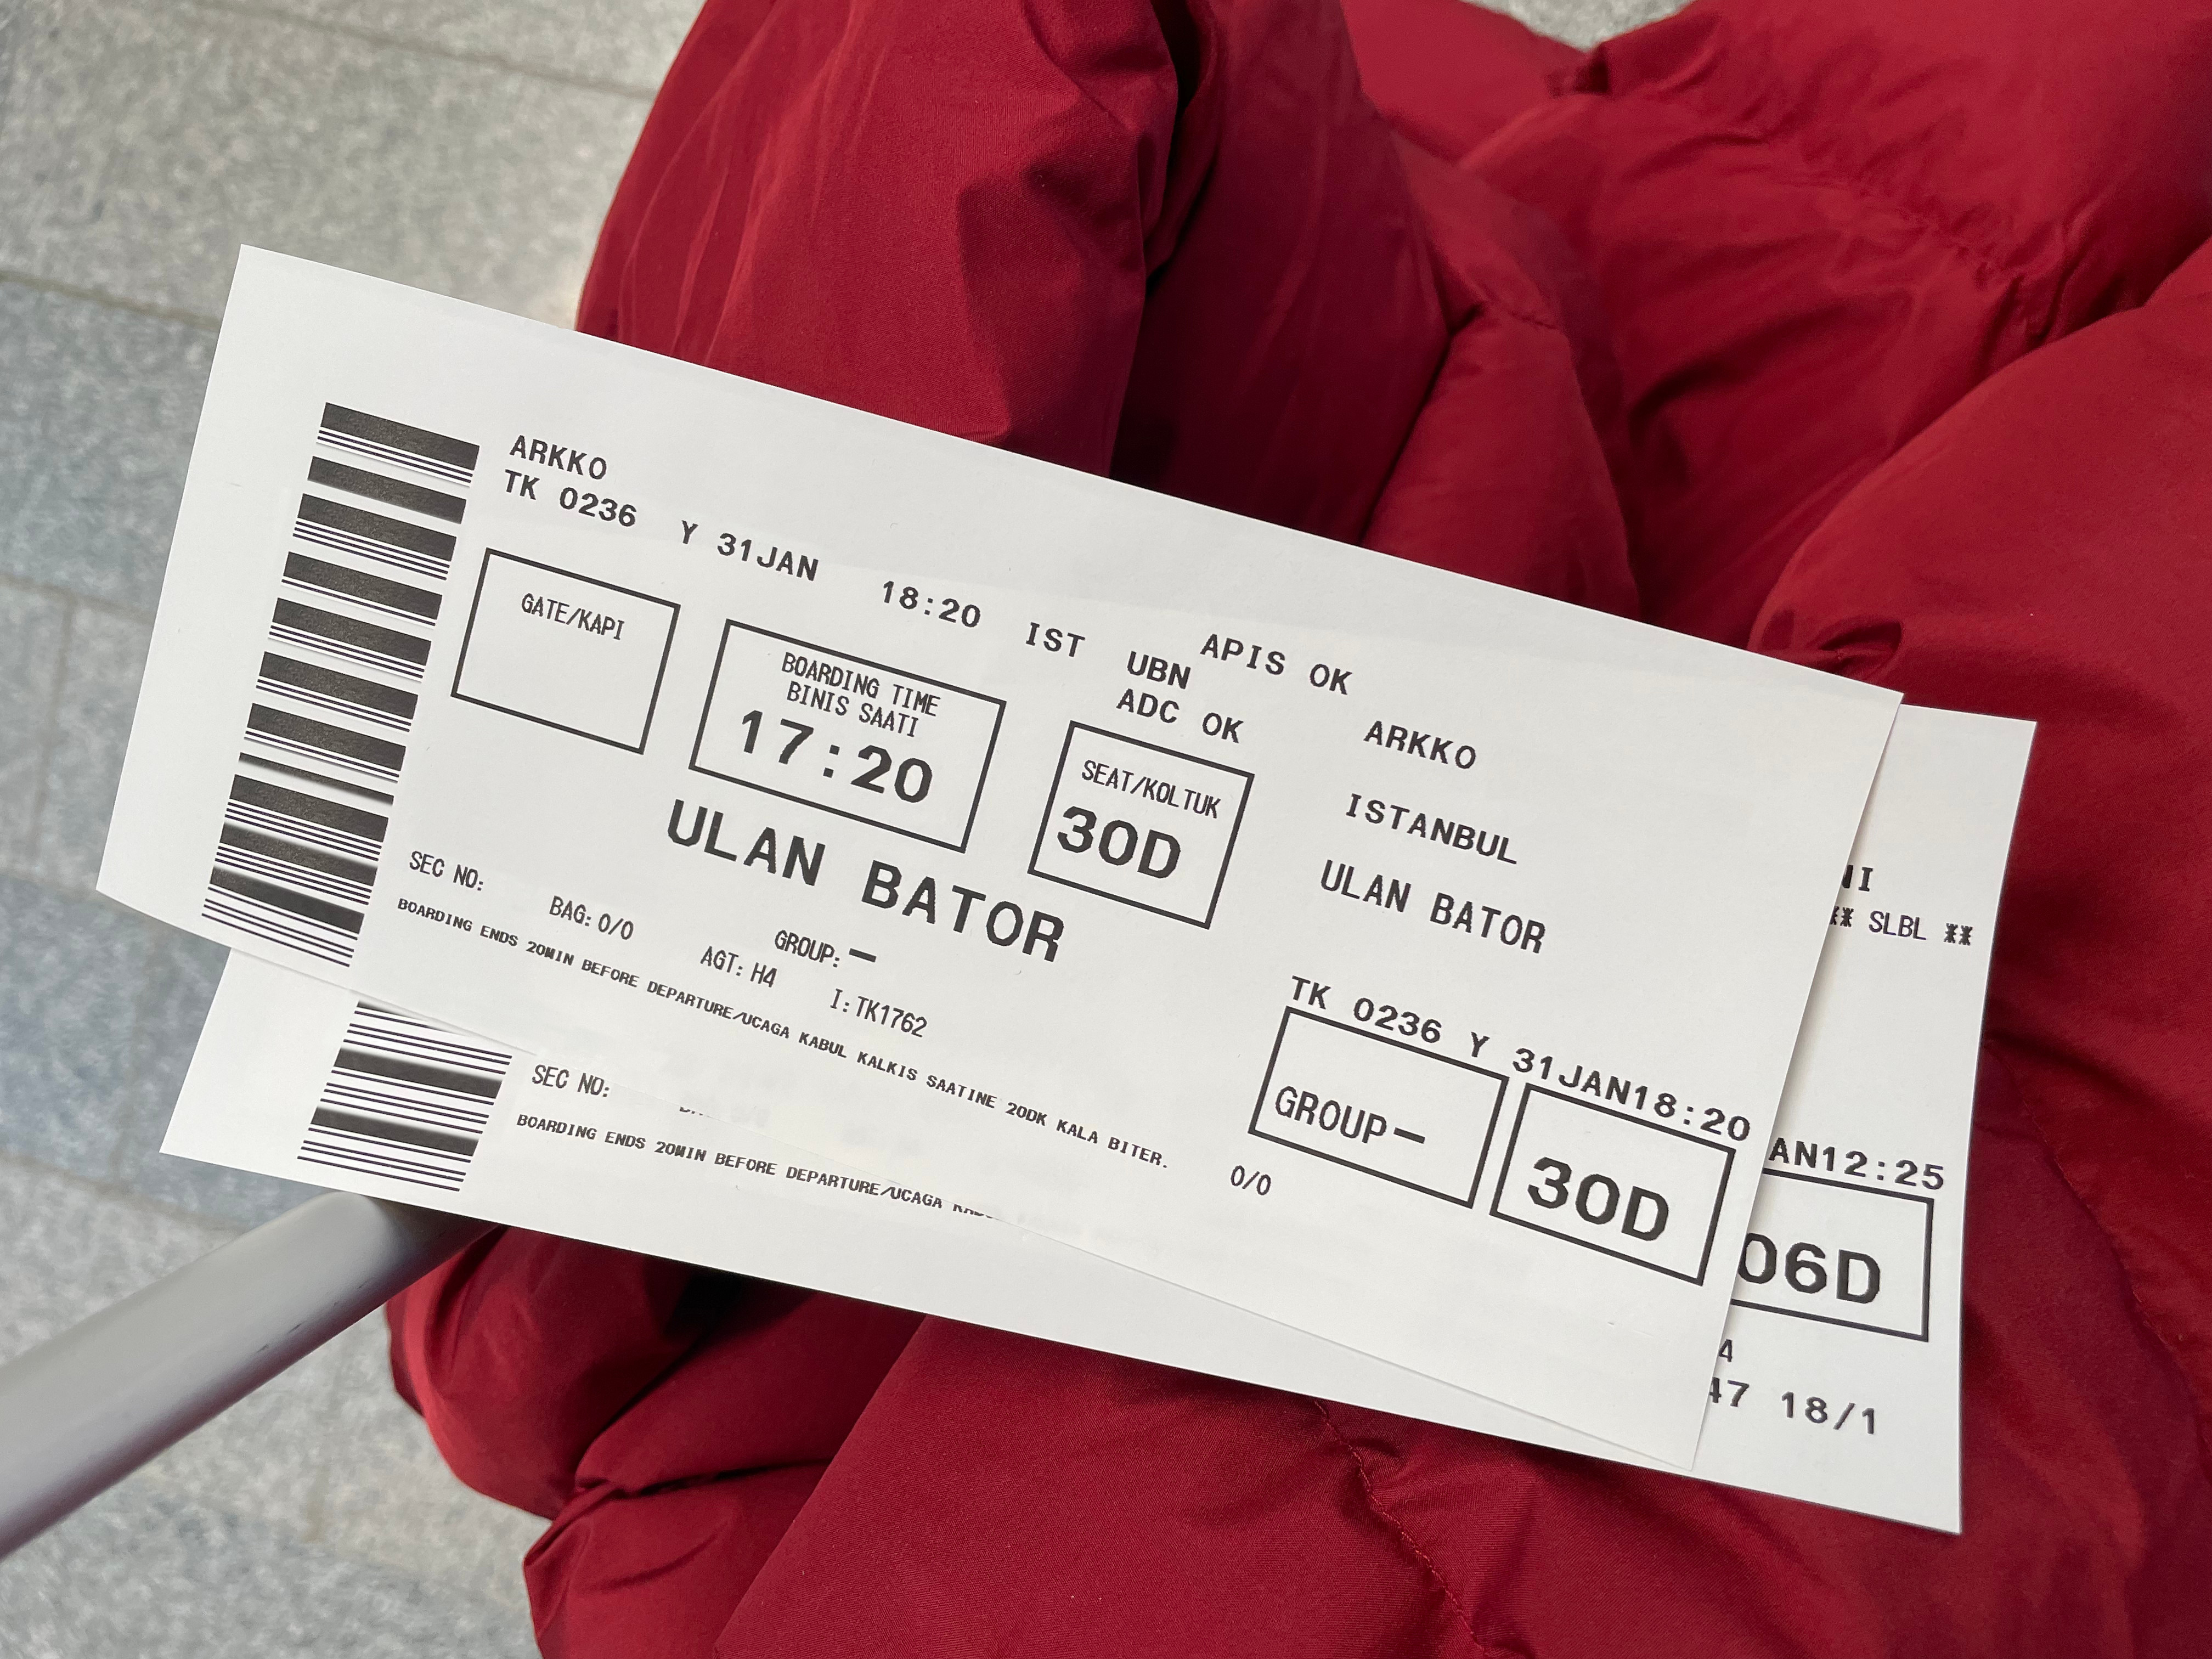 ARKKO
TK 0236 Y 31JAN 18:20 IST UBN
APIS OK
ADC OK
GATE/KAPI
BOARDING TIME
BINIS SAATI
17:20
SEAT/KOLTUK
30D
ULAN BATOR
SEC NO:
BAG: 0/0
GROUP: -
AGT: H4
I:TK1762
BOARDING ENDS 20MIN BEFORE DEPARTURE/UCAGA KABUL KALKIS SAATINE 20DK KALA BITER.
ARKKO
ISTANBUL
ULAN BATOR
TK 0236 Y 31JAN18:20
GROUP-
30D
0/0
SEC NO:
BOARDING ENDS 20MIN BEFORE DEPARTURE/UCAGA
** SLBL **
AN12:25
06D
47 18/1